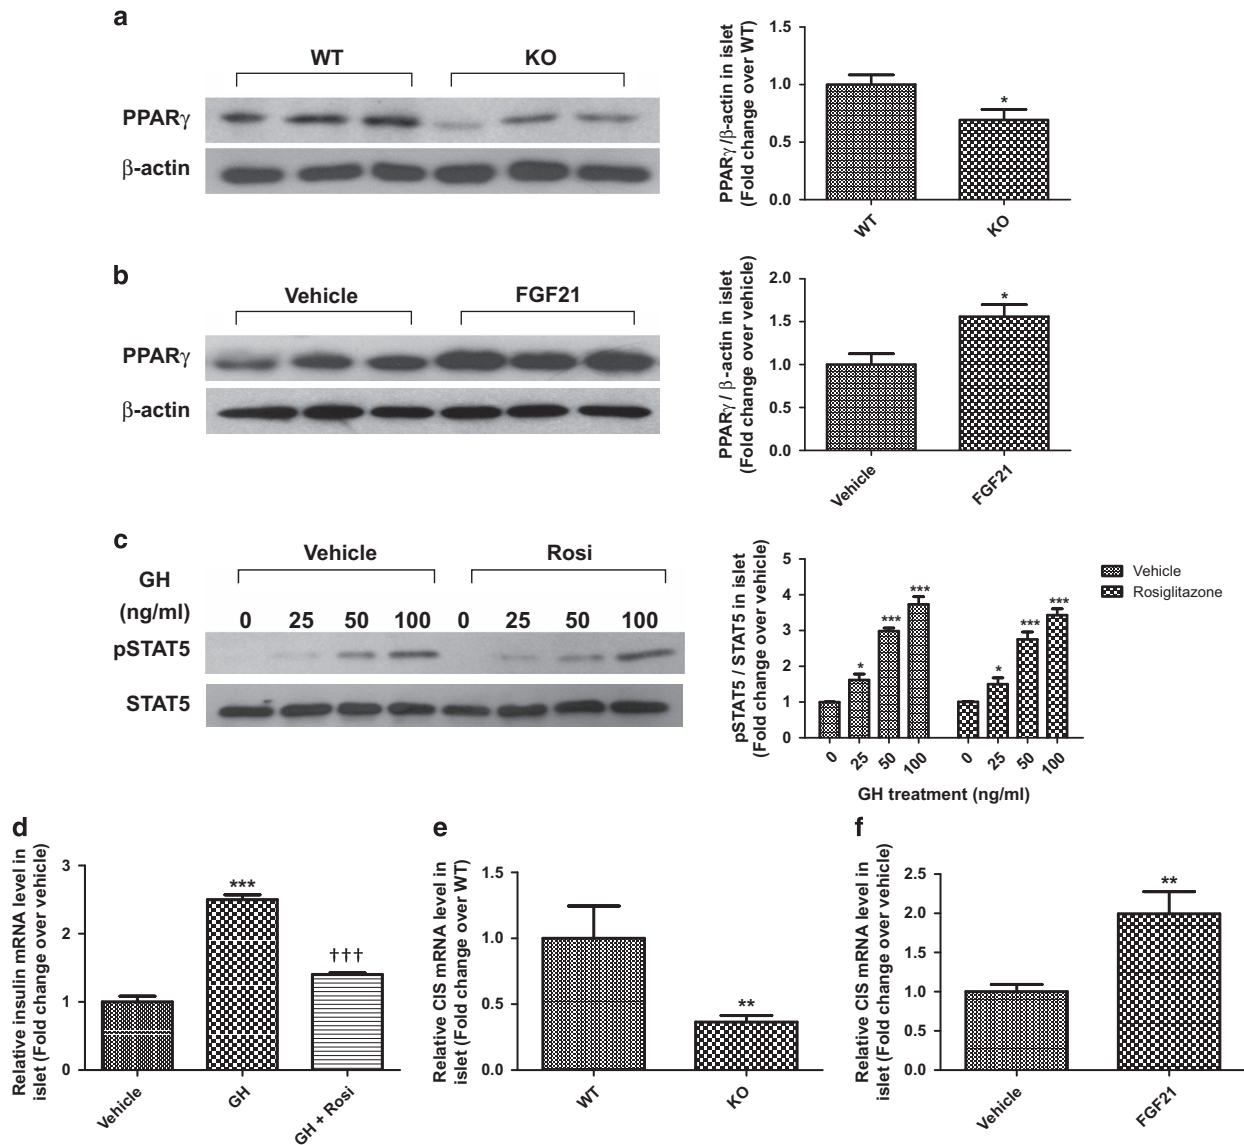 a
WT KO
PPARγ
β-actin
PPARγ/β-actin in islet
(Fold change over WT)
1.5
1.0
0.5
0.0
*
WT KO
b
Vehicle FGF21
PPARγ
β-actin
PPARγ / β -actin in islet
(Fold change over vehicle)
2.0
1.5
1.0
0.5
0.0
*
Vehicle FGF21
c
Vehicle Rosi
GH
(ng/ml)
0 25 50 100 0 25 50 100
pSTAT5
STAT5
pSTAT5 / STAT5 in islet
(Fold change over vehicle)
5
4
3
2
1
0
* *** *** * *** ***
0 25 50 100 0 25 50 100
GH treatment (ng/ml)
Vehicle
Rosiglitazone
d
Relative insulin mRNA level in
islet (Fold change over vehicle)
3
2
1
0
*** †††
Vehicle GH GH + Rosi
e
Relative CIS mRNA level in
islet (Fold change over WT)
1.5
1.0
0.5
0.0
**
WT KO
f
Relative CIS mRNA level in
islet (Fold change over vehicle)
2.5
2.0
1.5
1.0
0.5
0.0
**
Vehicle FGF21